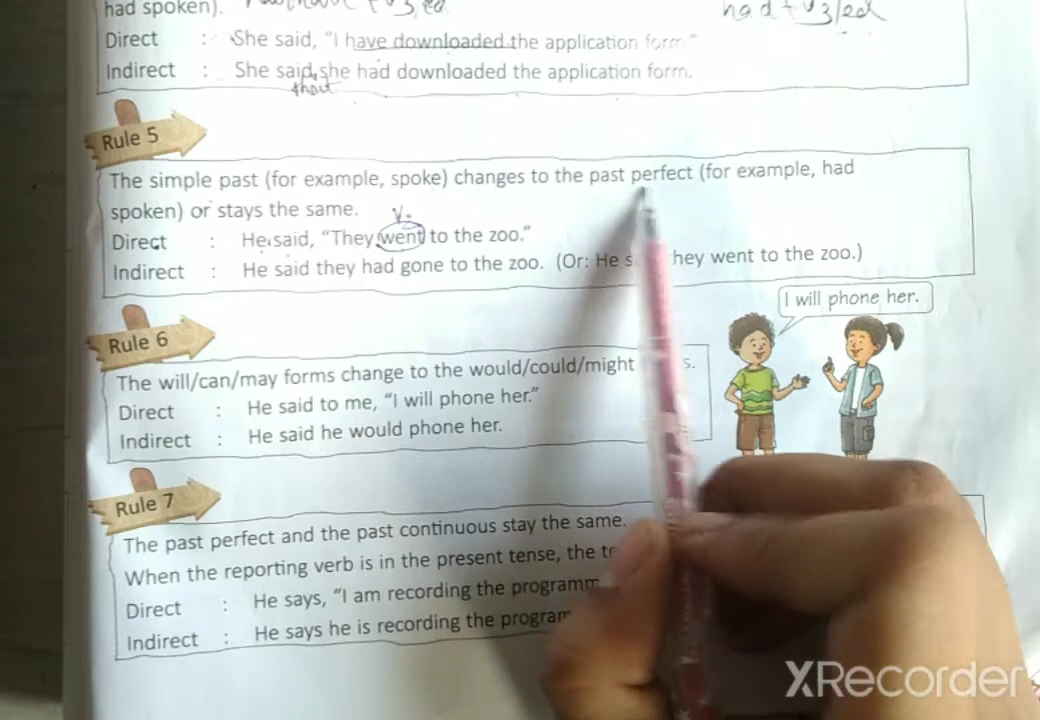 had spoken).
had + V3/ed
Direct : She said, "I have downloaded the application form."
Indirect : She said she had downloaded the application form.
that
Rule 5
The simple past (for example, spoke) changes to the past perfect (for example, had
spoken) or stays the same.
Direct : He said, "They went to the zoo."
Indirect : He said they had gone to the zoo. (Or: He they went to the zoo.)
I will phone her.
Rule 6
The will/can/may forms change to the would/could/might
Direct : He said to me, "I will phone her."
Indirect : He said he would phone her.
Rule 7
The past perfect and the past continuous stay the same.
When the reporting verb is in the present tense, the
Direct : He says, "I am recording the programm
Indirect : He says he is recording the program
XRecorder